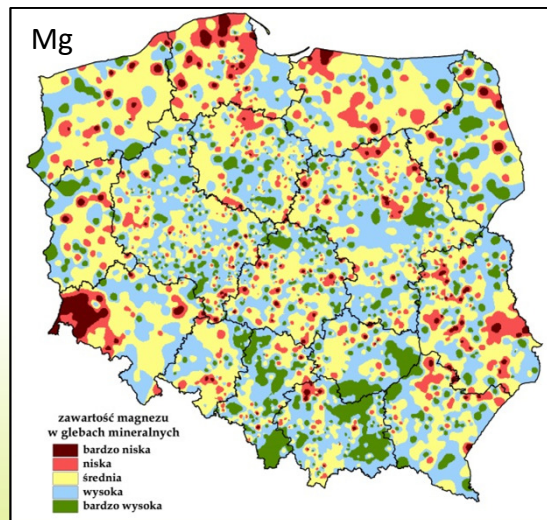 Mg
zawartość magnezu
w glebach mineralnych
bardzo niska
niska
średnia
wysoka
bardzo wysoka